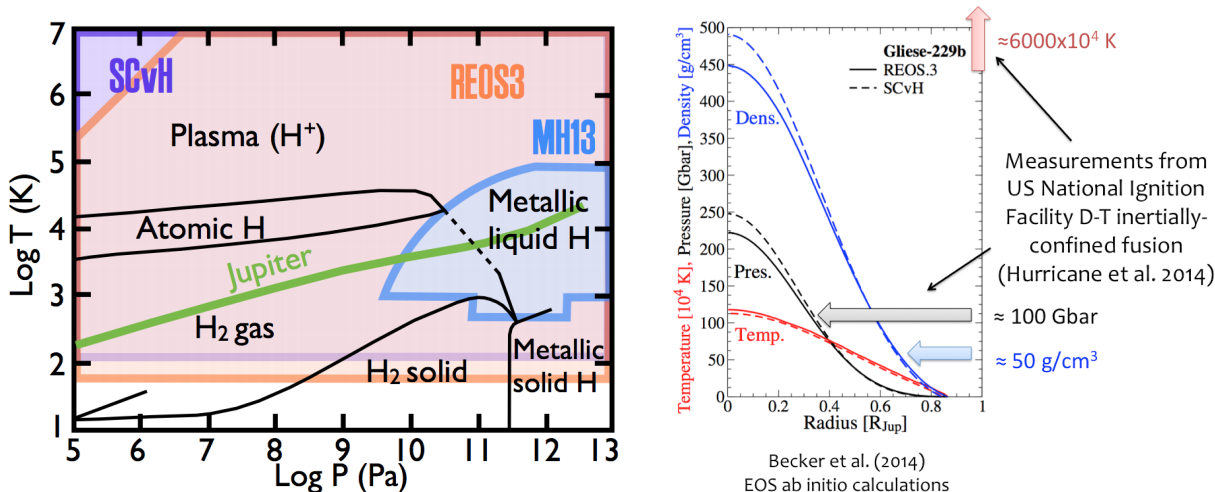 SCvH
REOS3
MH13
Plasma (H⁺)
Atomic H
Metallic
liquid H
Jupiter
H₂ gas
H₂ solid
Metallic
solid H
Log T (K)
7
6
5
4
3
2
1
5
6
7
8
9
10
11
12
13
Log P (Pa)
Temperature [10⁴ K], Pressure [Gbar], Density [g/cm³]
500
450
400
350
300
250
200
150
100
50
0
Gliese-229b
REOS.3
SCvH
Dens.
Pres.
Temp.
0
0.2
0.4
0.6
0.8
1
Radius [R_Jup]
≈6000x10⁴ K
Measurements from
US National Ignition
Facility D-T inertially-
confined fusion
(Hurricane et al. 2014)
≈ 100 Gbar
≈ 50 g/cm³
Becker et al. (2014)
EOS ab initio calculations